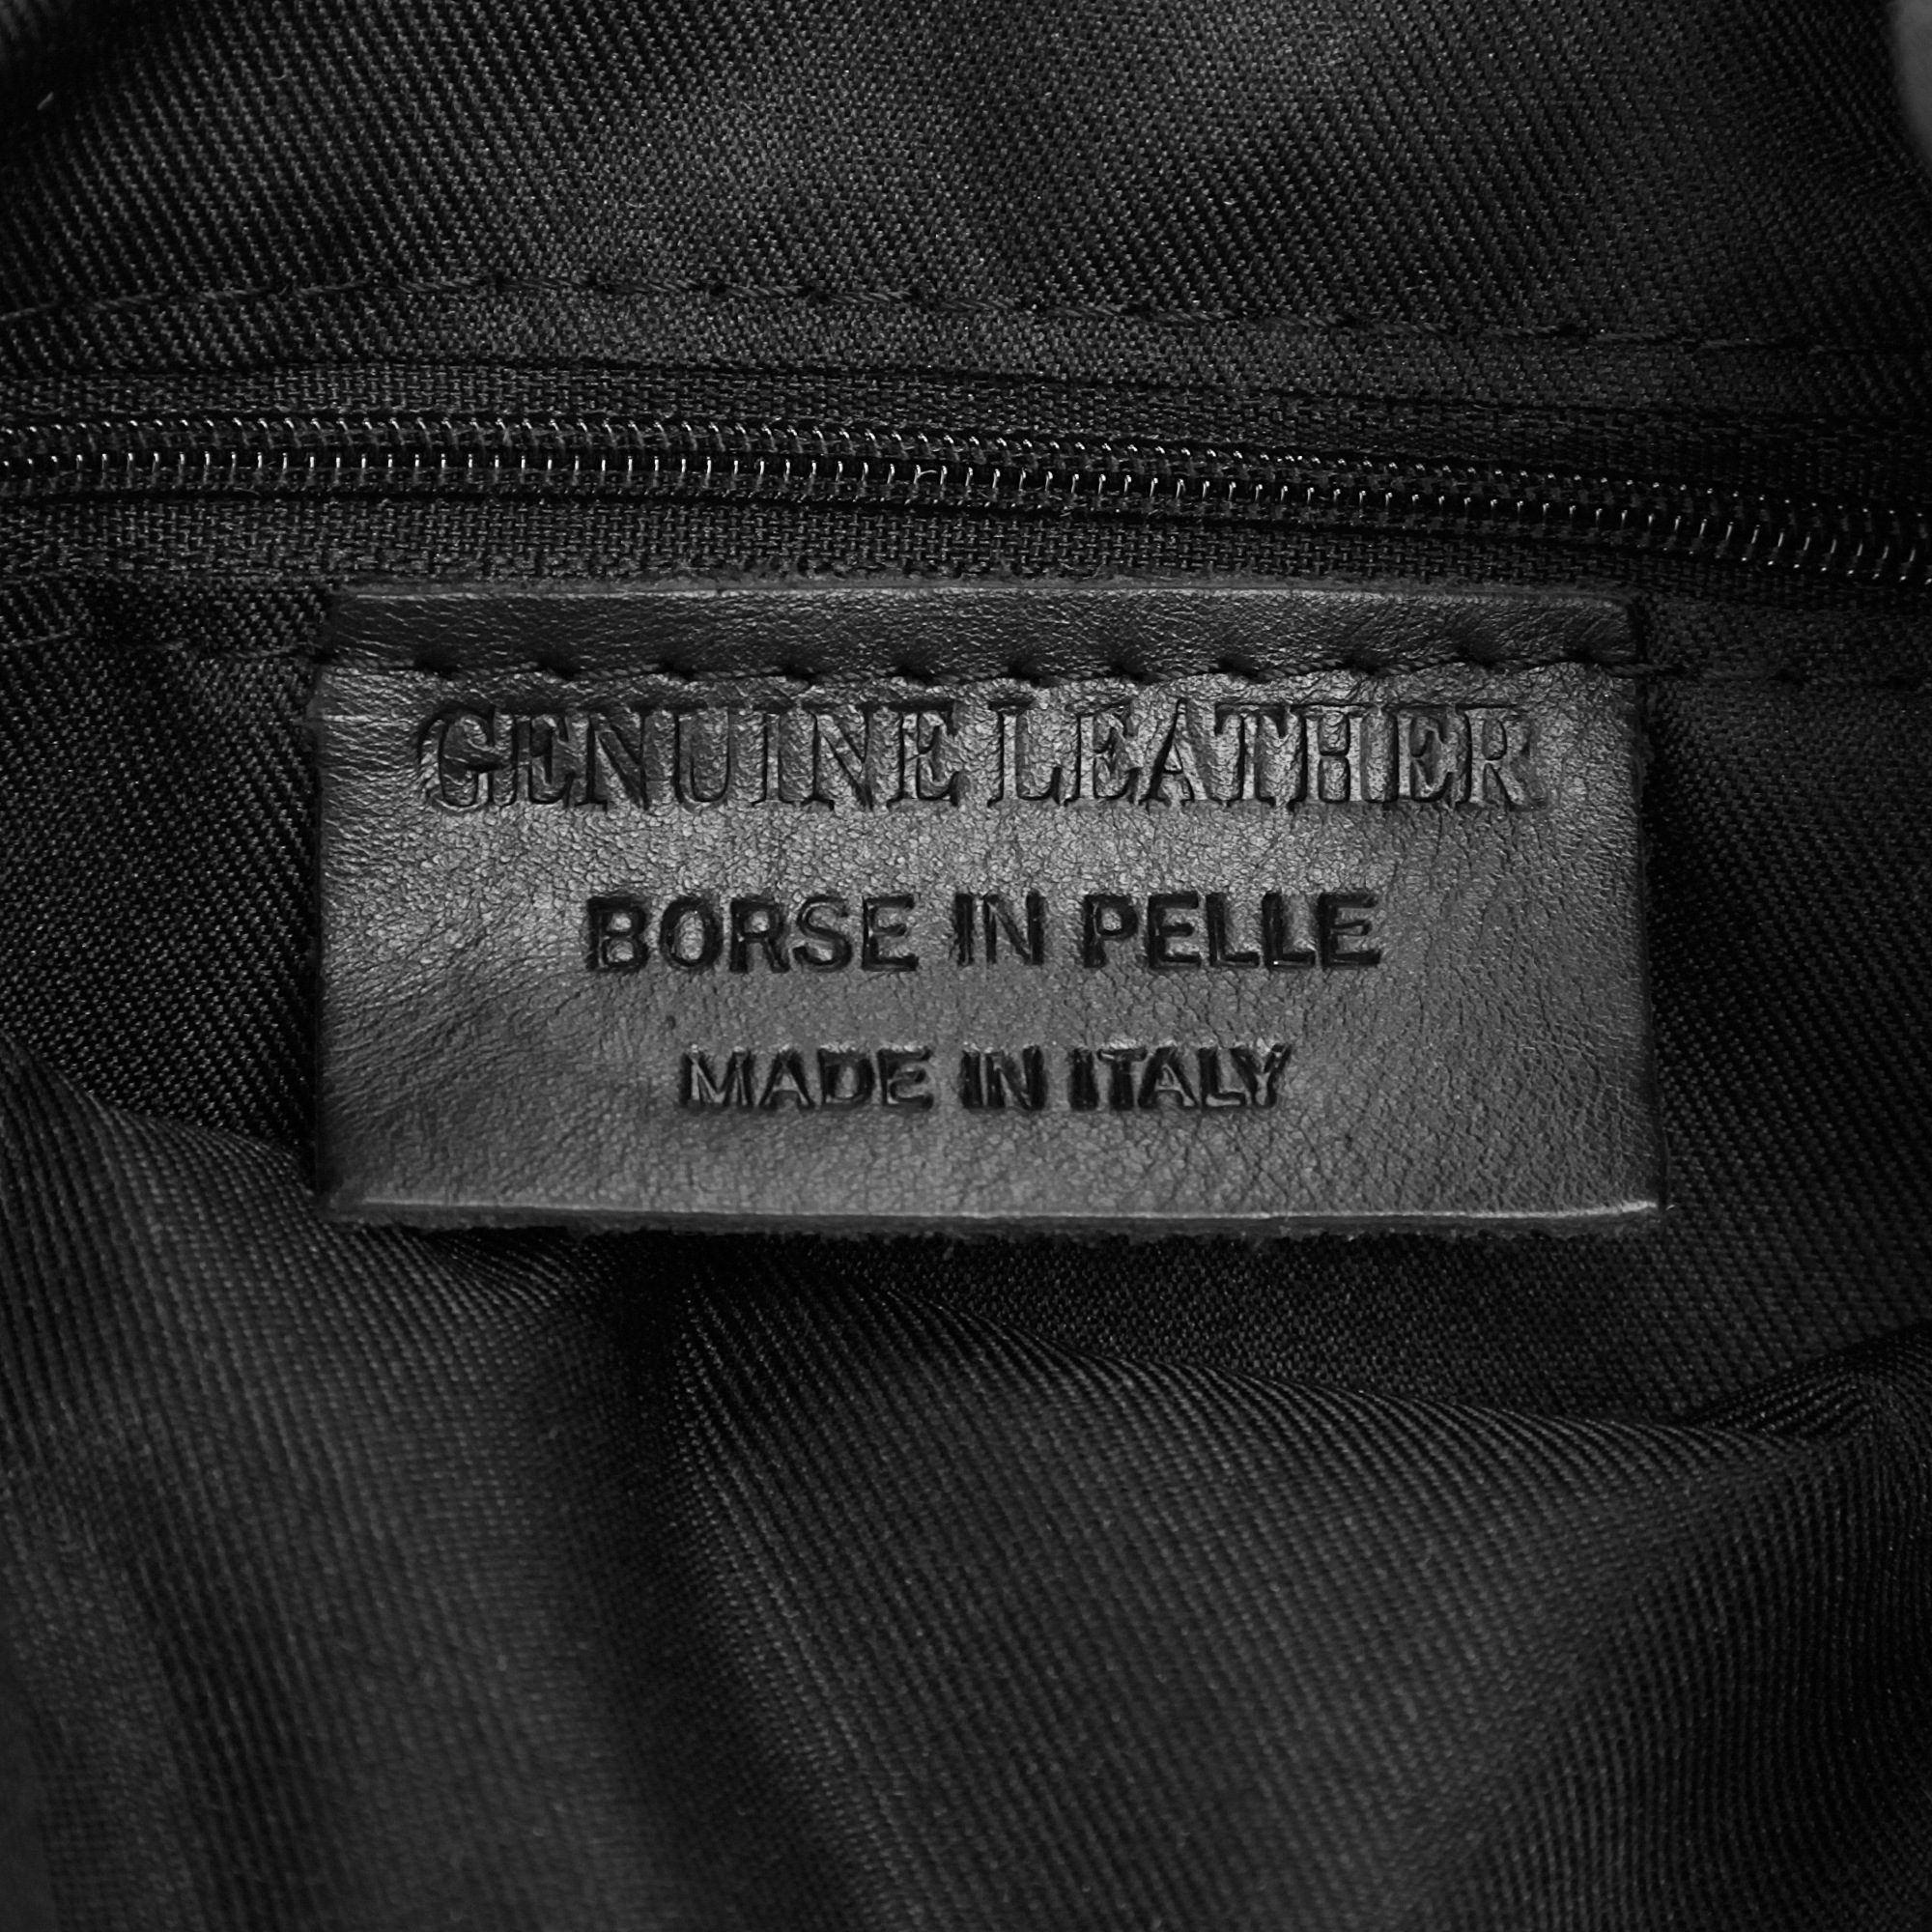 GENUINE LEATHER
BORSE IN PELLE
MADE IN ITALY